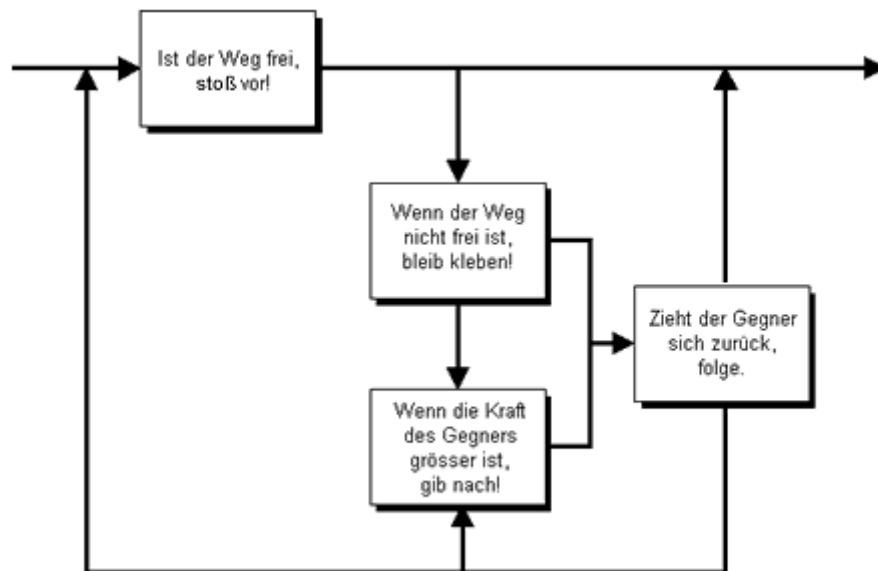 Ist der Weg frei,
stoß vor!
Wenn der Weg
nicht frei ist,
bleib kleben!
Zieht der Gegner
sich zurück,
folge.
Wenn die Kraft
des Gegners
grösser ist,
gib nach!